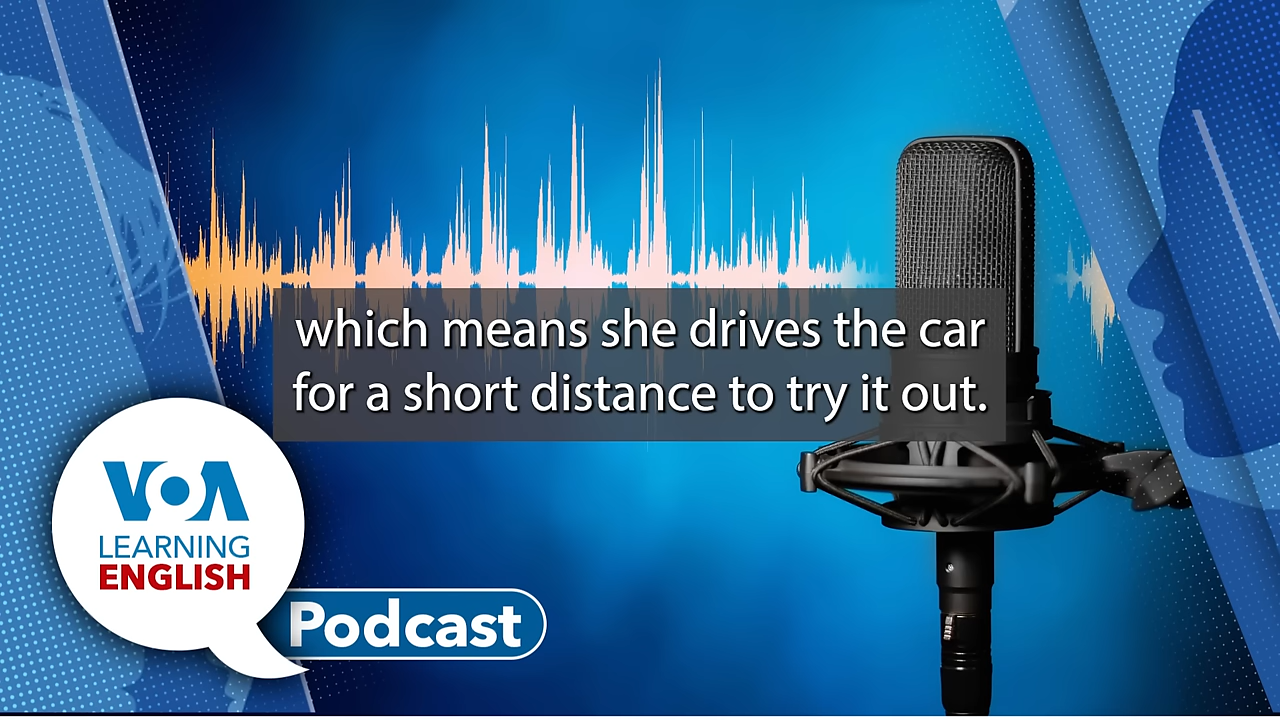 which means she drives the car
for a short distance to try it out.
VOA
LEARNING
ENGLISH
Podcast